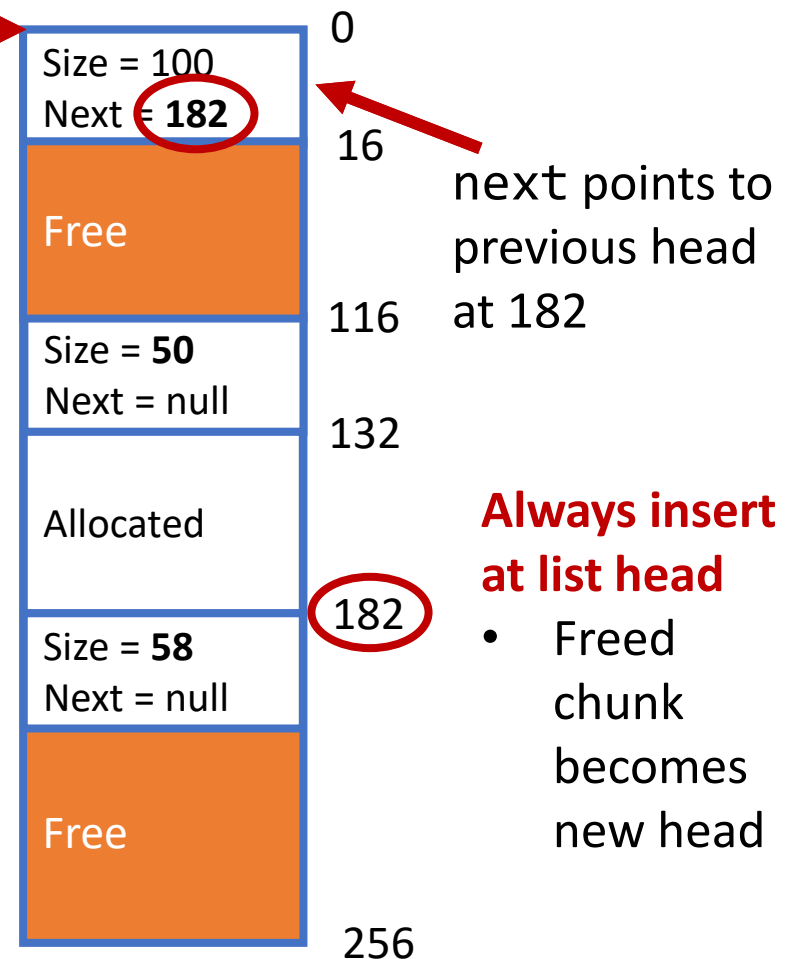 0
Size = 100
Next = 182
16
Free
next points to
previous head
at 182
116
Size = 50
Next = null
132
Allocated
Always insert
at list head
• Freed
chunk
becomes
new head
182
Size = 58
Next = null
Free
256